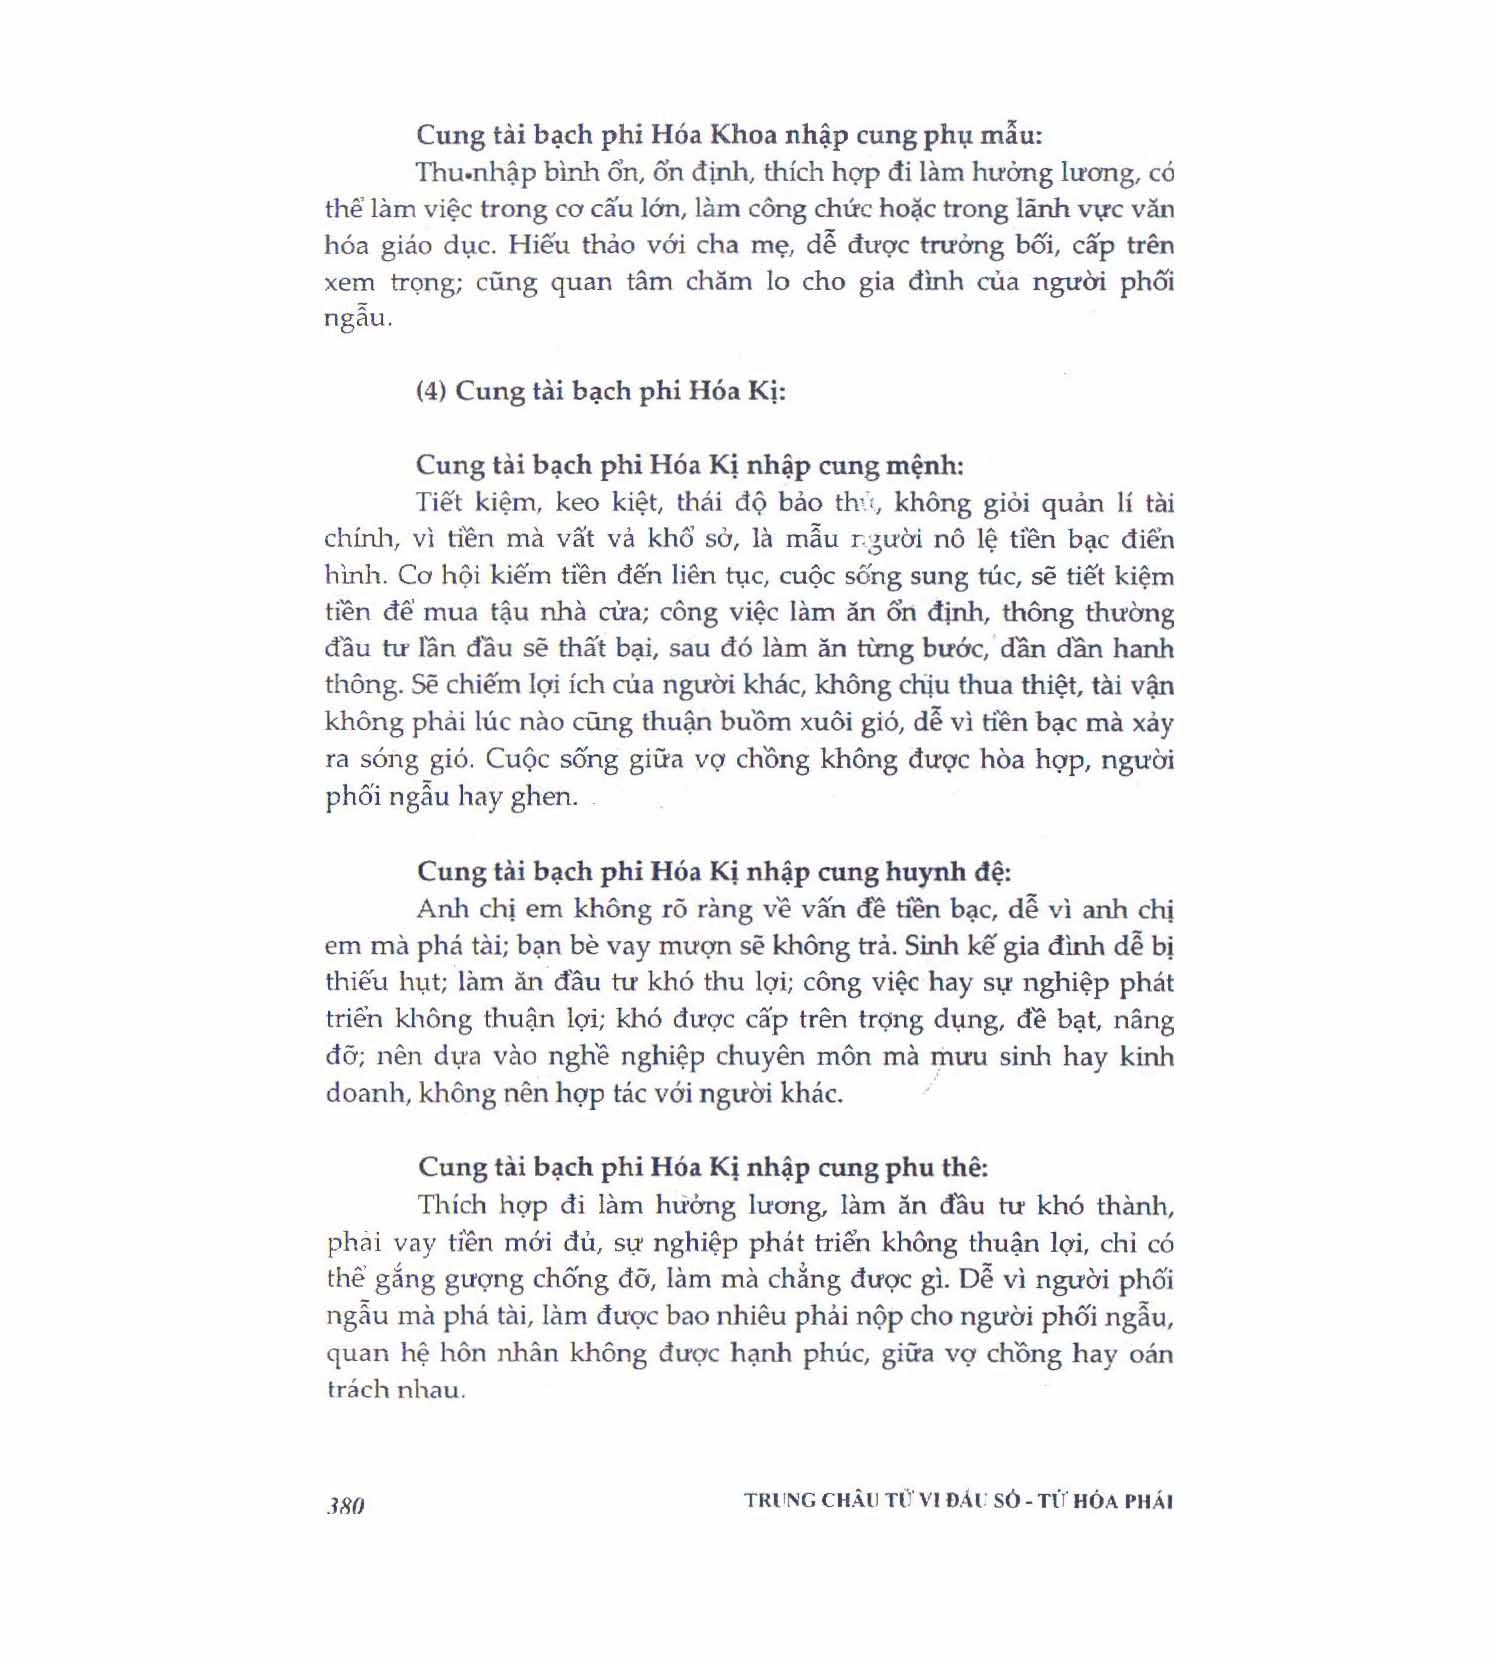 Cung tài bạch phi Hóa Khoa nhập cung phụ mẫu:
Thu nhập bình ổn, ổn định, thích hợp đi làm hưởng lương, có
thể làm việc trong cơ cấu lớn, làm công chức hoặc trong lãnh vực văn
hóa giáo dục. Hiếu thảo với cha mẹ, dễ được trưởng bối, cấp trên
xem trọng; cũng quan tâm chăm lo cho gia đình của người phối
ngẫu.
(4) Cung tài bạch phi Hóa Kị:
Cung tài bạch phi Hóa Kị nhập cung mệnh:
Tiết kiệm, keo kiệt, thái độ bảo thủ, không giỏi quản lí tài
chính, vì tiền mà vất vả khổ sở, là mẫu người nô lệ tiền bạc điển
hình. Cơ hội kiếm tiền đến liên tục, cuộc sống sung túc, sẽ tiết kiệm
tiền để mua tậu nhà cửa; công việc làm ăn ổn định, thông thường
đầu tư lần đầu sẽ thất bại, sau đó làm ăn từng bước, dần dần hanh
thông. Sẽ chiếm lợi ích của người khác, không chịu thua thiệt, tài vận
không phải lúc nào cũng thuận buồm xuôi gió, dễ vì tiền bạc mà xảy
ra sóng gió. Cuộc sống giữa vợ chồng không được hòa hợp, người
phối ngẫu hay ghen.
Cung tài bạch phi Hóa Kị nhập cung huynh đệ:
Anh chị em không rõ ràng về vấn đề tiền bạc, dễ vì anh chị
em mà phá tài; bạn bè vay mượn sẽ không trả. Sinh kế gia đình dễ bị
thiếu hụt; làm ăn đầu tư khó thu lợi; công việc hay sự nghiệp phát
triển không thuận lợi; khó được cấp trên trọng dụng, đề bạt, nâng
đỡ; nên dựa vào nghề nghiệp chuyên môn mà mưu sinh hay kinh
doanh, không nên hợp tác với người khác.
Cung tài bạch phi Hóa Kị nhập cung phu thê:
Thích hợp đi làm hưởng lương, làm ăn đầu tư khó thành,
phải vay tiền mới đủ, sự nghiệp phát triển không thuận lợi, chỉ có
thể gắng gượng chống đỡ, làm mà chẳng được gì. Dễ vì người phối
ngẫu mà phá tài, làm được bao nhiêu phải nộp cho người phối ngẫu,
quan hệ hôn nhân không được hạnh phúc, giữa vợ chồng hay oán
trách nhau.
380
TRUNG CHÂU TỬ VI ĐẨU SỐ - TỨ HÓA PHÁI